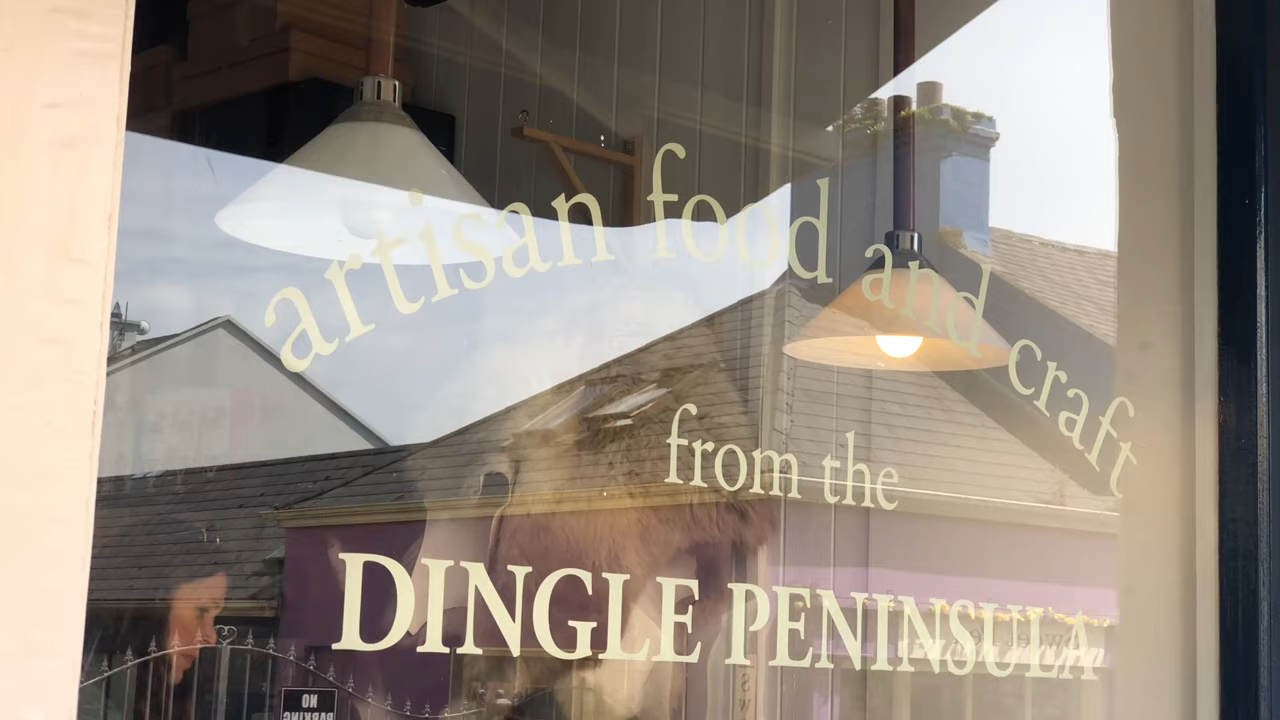 artisan food and craft
from the
DINGLE PENINSULA
NO
PARKING